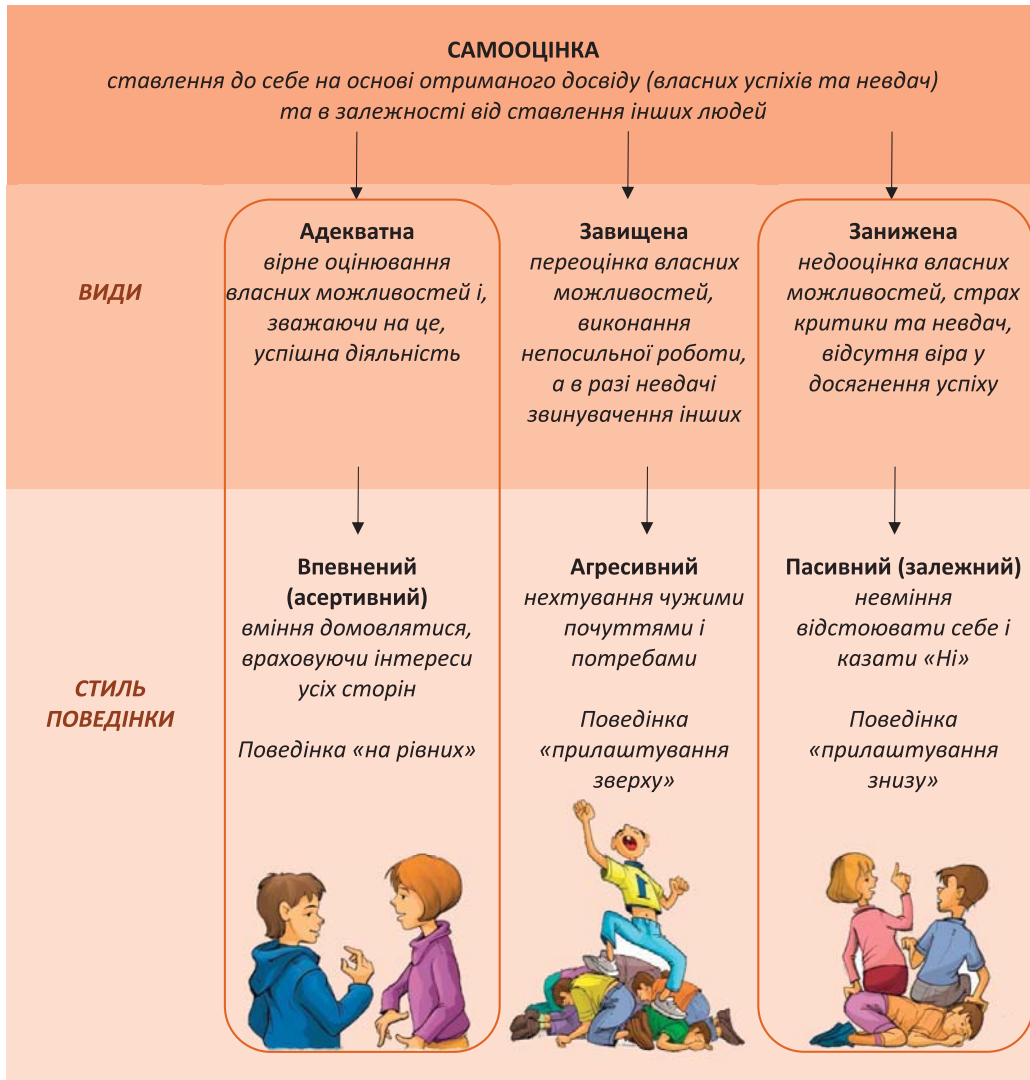 САМООЦІНКА
ставлення до себе на основі отриманого досвіду (власних успіхів та невдач)
та в залежності від ставлення інших людей
ВИДИ
Адекватна
вірне оцінювання
власних можливостей і,
зважаючи на це,
успішна діяльність
Завищена
переоцінка власних
можливостей,
виконання
непосильної роботи,
а в разі невдачі
звинувачення інших
Занижена
недооцінка власних
можливостей, страх
критики та невдач,
відсутня віра у
досягнення успіху
СТИЛЬ
ПОВЕДІНКИ
Впевнений
(асертивний)
вміння домовлятися,
враховуючи інтереси
усіх сторін
Поведінка «на рівних»
Агресивний
нехтування чужими
почуттями і
потребами
Поведінка
«прилаштування
зверху»
Пасивний (залежний)
невміння
відстоювати себе і
казати «Ні»
Поведінка
«прилаштування
знизу»